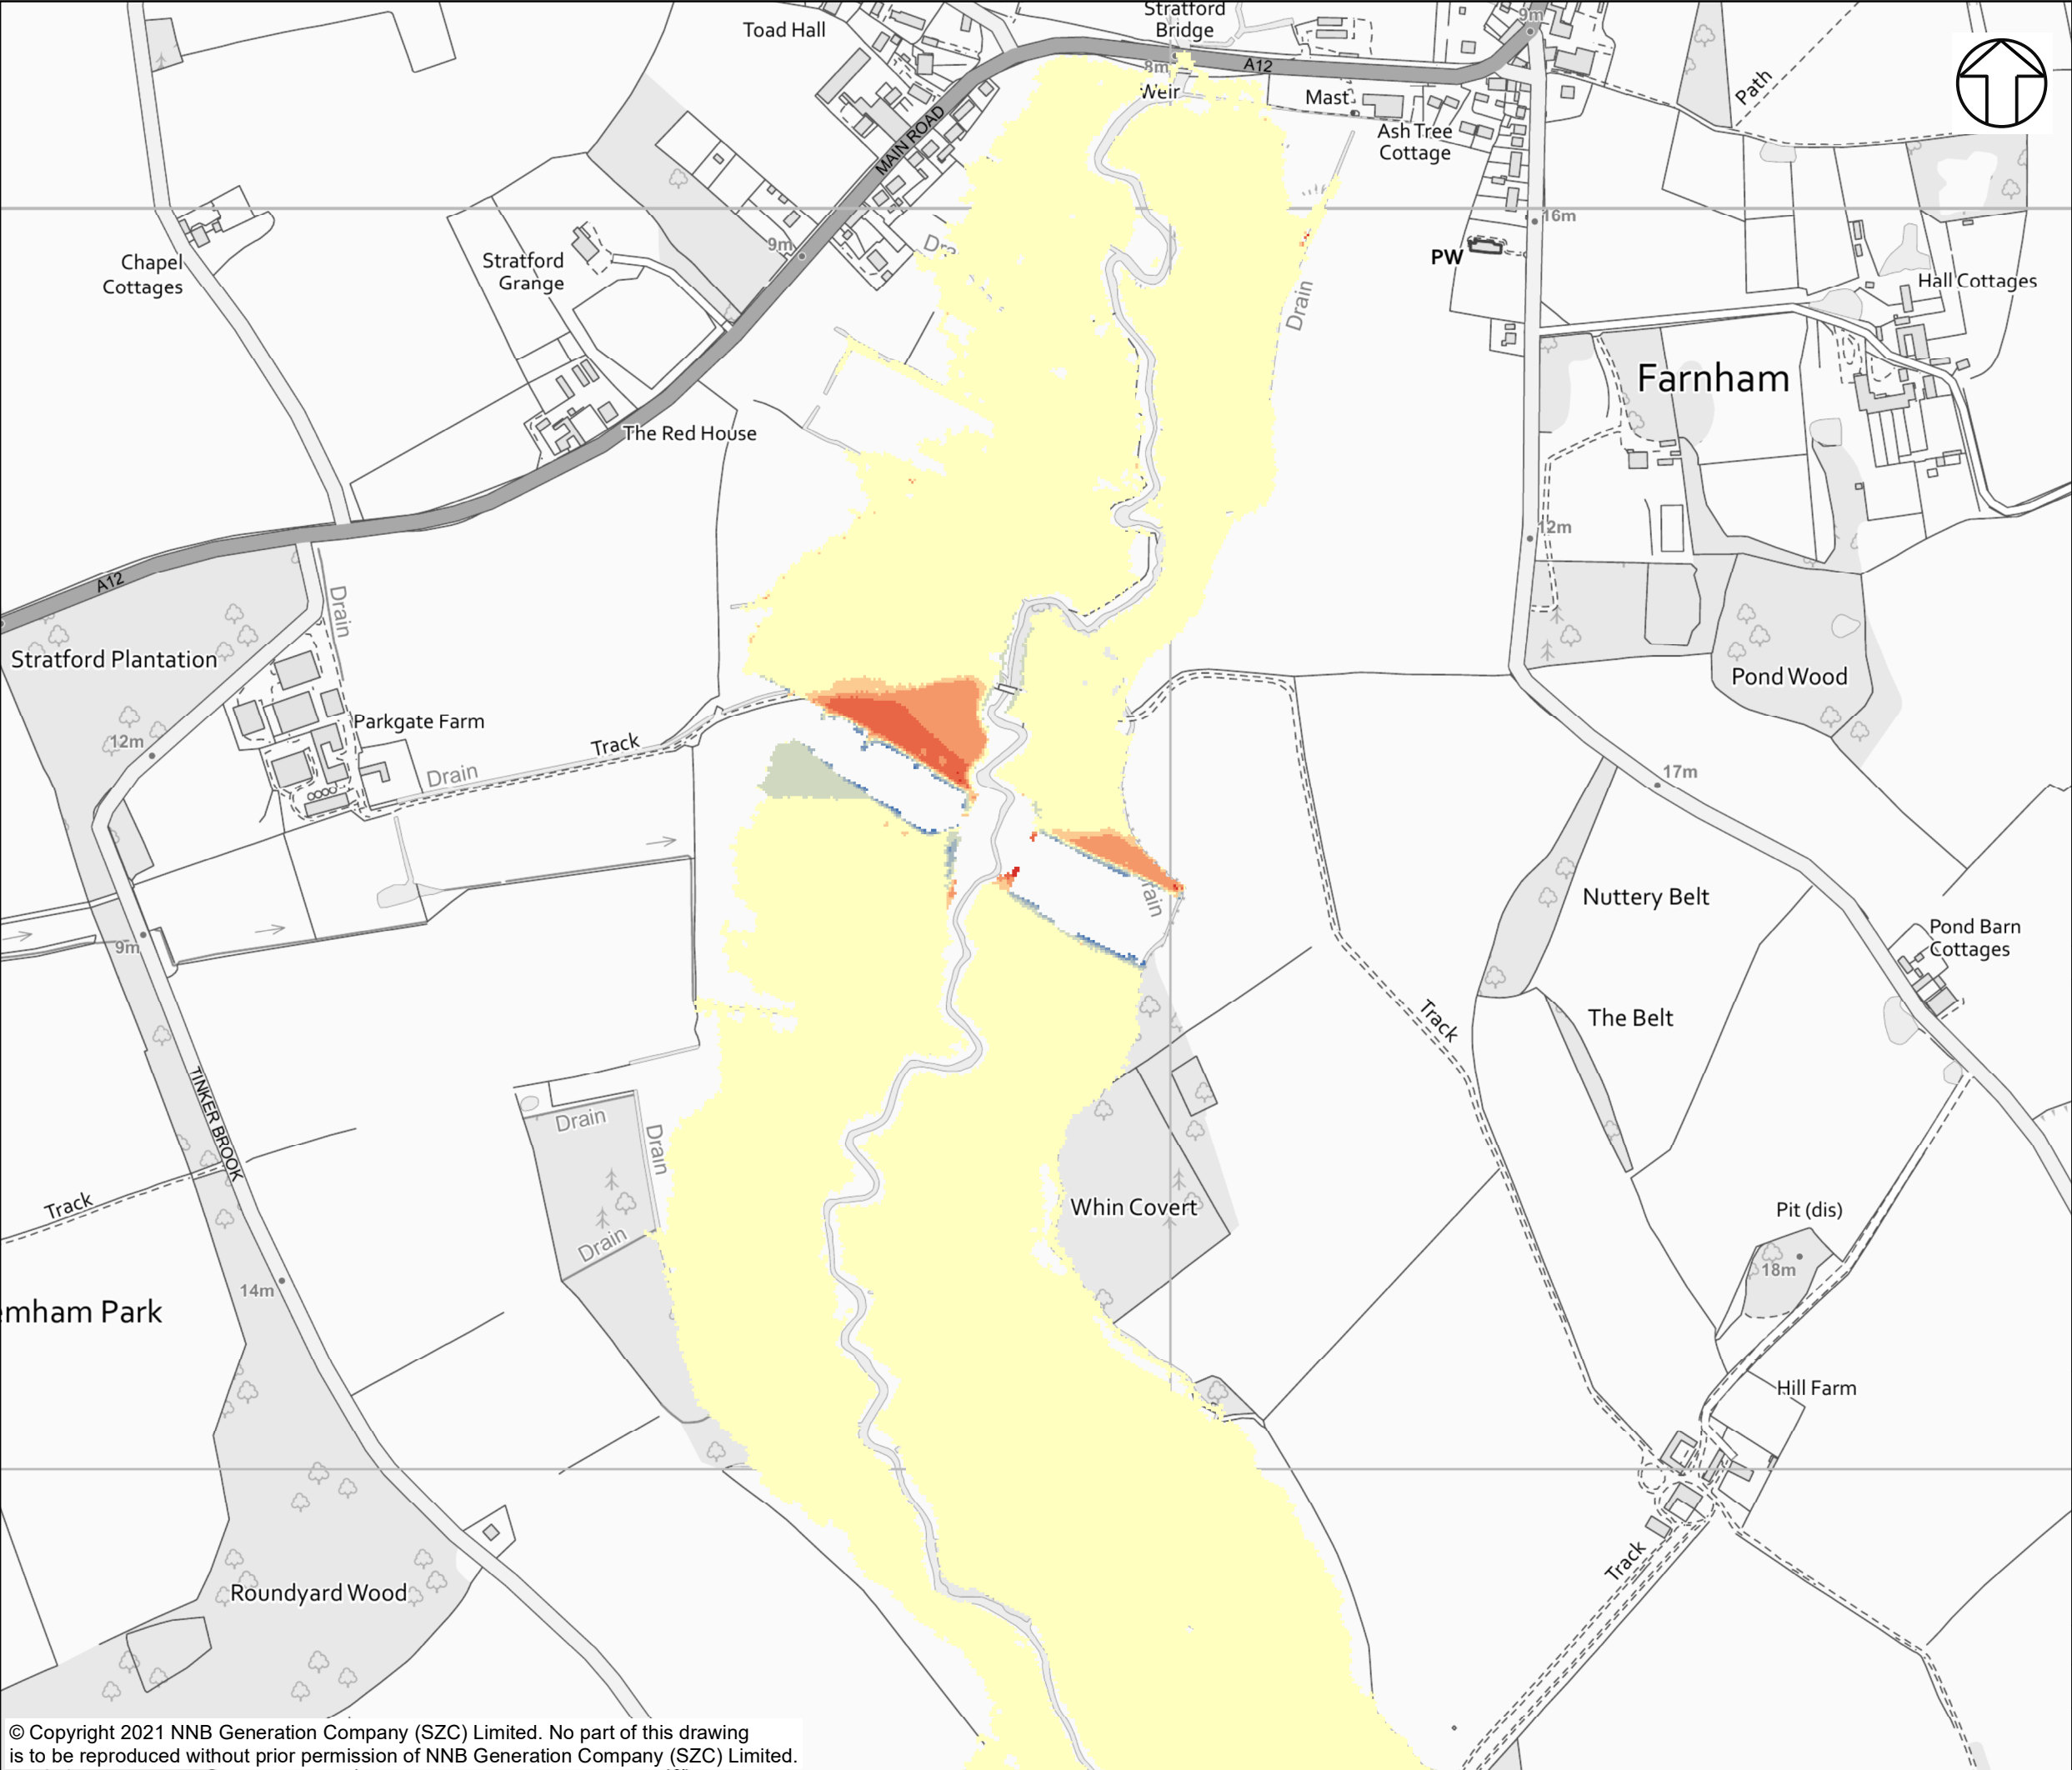 Toad Hall
Stratford
Bridge
9m
8m
A12
Weir
Mast
Path
Ash Tree
Cottage
MAIN ROAD
16m
PW
Chapel
Cottages
Stratford
Grange
9m
Drain
Hall Cottages
Farnham
The Red House
12m
A12
Drain
Stratford Plantation
Pond Wood
12m
Parkgate Farm
Track
Drain
17m
Nuttery Belt
rain
9m
Pond Barn
Cottages
Track
The Belt
Drain
Drain
TINKER BROOK
Track
Whin Covert
Drain
Pit (dis)
18m
14m
emham Park
Hill Farm
Track
Roundyard Wood
© Copyright 2021 NNB Generation Company (SZC) Limited. No part of this drawing
is to be reproduced without prior permission of NNB Generation Company (SZC) Limited.